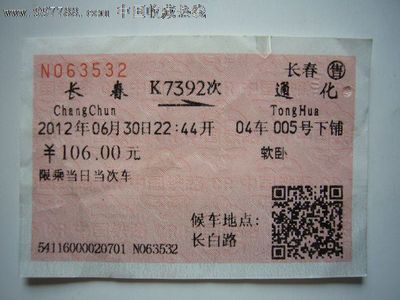 www.997788.com 中国收藏热线
N063532
长春 售
长春 K7392次 通化
ChangChun TongHua
2012年06月30日22:44开 04车 005号下铺
￥106.00元 软卧
限乘当日当次车
候车地点:
长白路
54116000020701 N063532